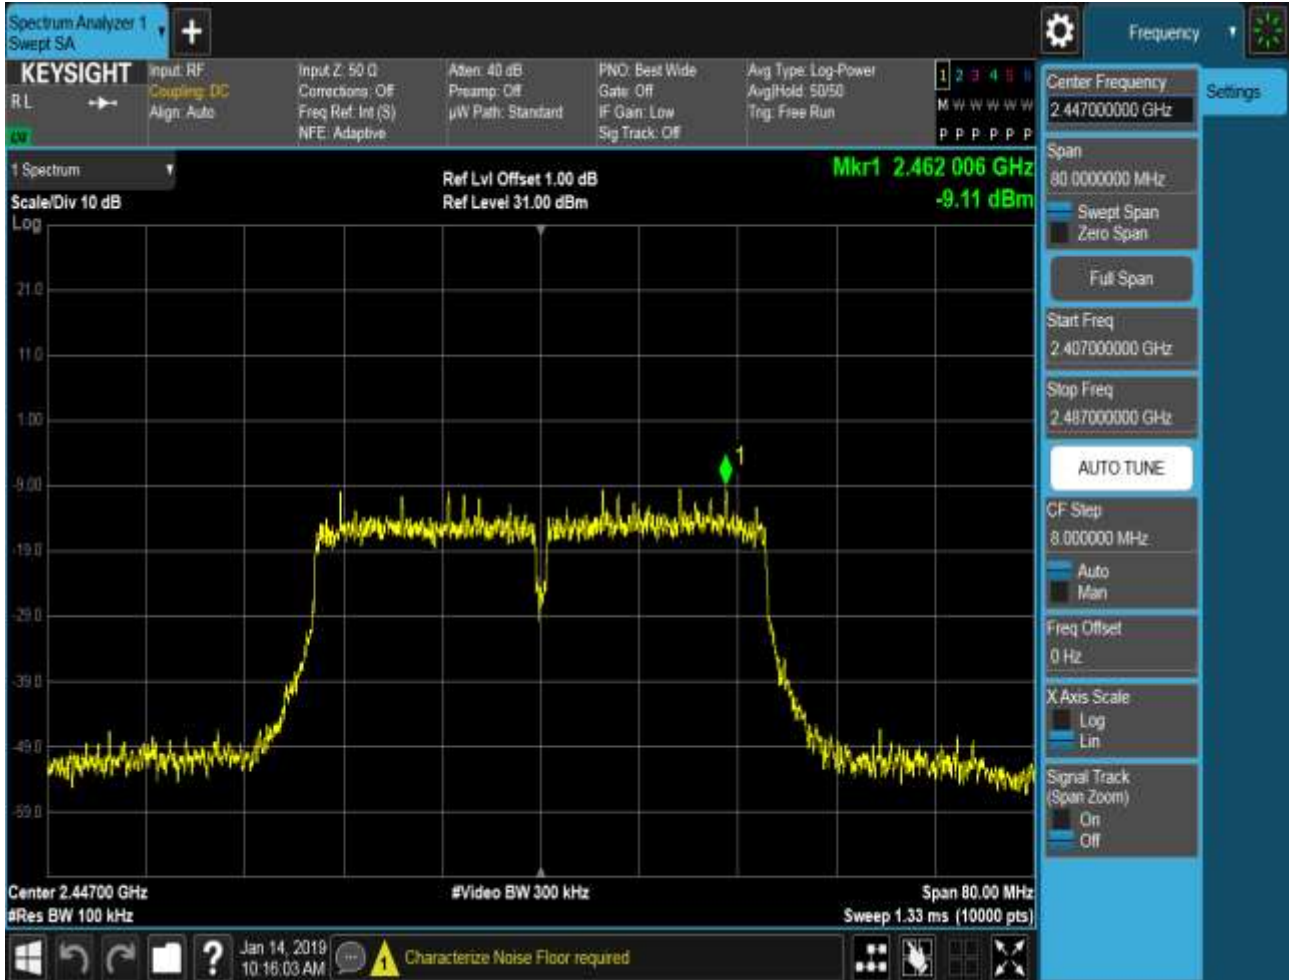 Spectrum Analyzer 1
Swept SA
Frequency
KEYSIGHT
RL
LXI
Input: RF
Coupling: DC
Align: Auto
Input Z: 50 Ω
Corrections: Off
Freq Ref: Int (S)
NFE: Adaptive
Atten: 40 dB
Preamp: Off
µW Path: Standard
PNO: Best Wide
Gate: Off
IF Gain: Low
Sig Track: Off
Avg Type: Log-Power
Avg|Hold: 50/50
Trig: Free Run
1 2 3 4 5 6
M W W W W W
P P P P P P
1 Spectrum
Scale/Div 10 dB
Log
Ref Lvl Offset 1.00 dB
Ref Level 31.00 dBm
Mkr1 2.462 006 GHz
-9.11 dBm
21.0
11.0
1.00
-9.00
-19.0
-29.0
-39.0
-49.0
-59.0
1
Center 2.44700 GHz
#Res BW 100 kHz
#Video BW 300 kHz
Span 80.00 MHz
Sweep 1.33 ms (10000 pts)
Center Frequency
2.447000000 GHz
Settings
Span
80.0000000 MHz
Swept Span
Zero Span
Full Span
Start Freq
2.407000000 GHz
Stop Freq
2.487000000 GHz
AUTO TUNE
CF Step
8.000000 MHz
Auto
Man
Freq Offset
0 Hz
X Axis Scale
Log
Lin
Signal Track
(Span Zoom)
On
Off
?
Jan 14, 2019
10:16:03 AM
1
Characterize Noise Floor required